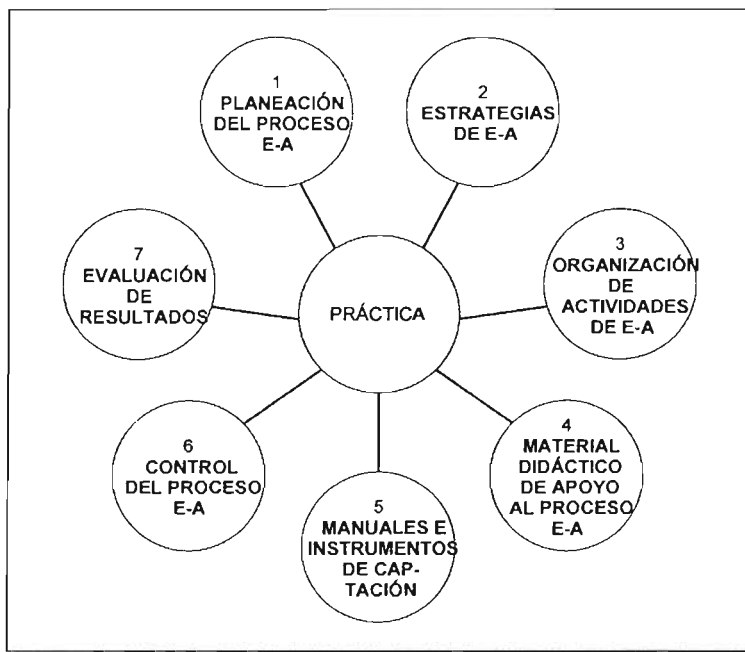 1
PLANEACIÓN
DEL PROCESO
E-A
2
ESTRATEGIAS
DE E-A
3
ORGANIZACIÓN
DE
ACTIVIDADES
DE E-A
4
MATERIAL
DIDÁCTICO
DE APOYO
AL PROCESO
E-A
5
MANUALES E
INSTRUMENTOS
DE CAP-
TACIÓN
6
CONTROL
DEL PROCESO
E-A
7
EVALUACIÓN
DE
RESULTADOS
PRÁCTICA